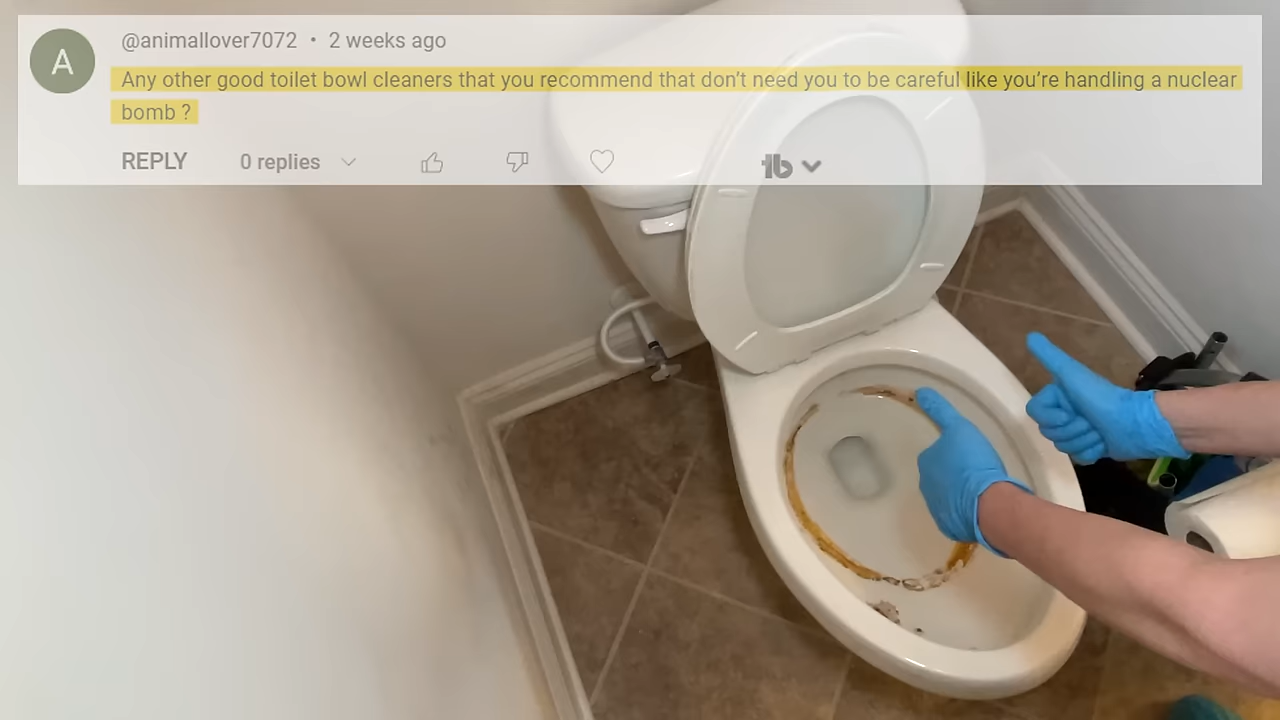 A
@animallover7072 • 2 weeks ago
Any other good toilet bowl cleaners that you recommend that don’t need you to be careful like you’re handling a nuclear
bomb ?
REPLY 0 replies
tb